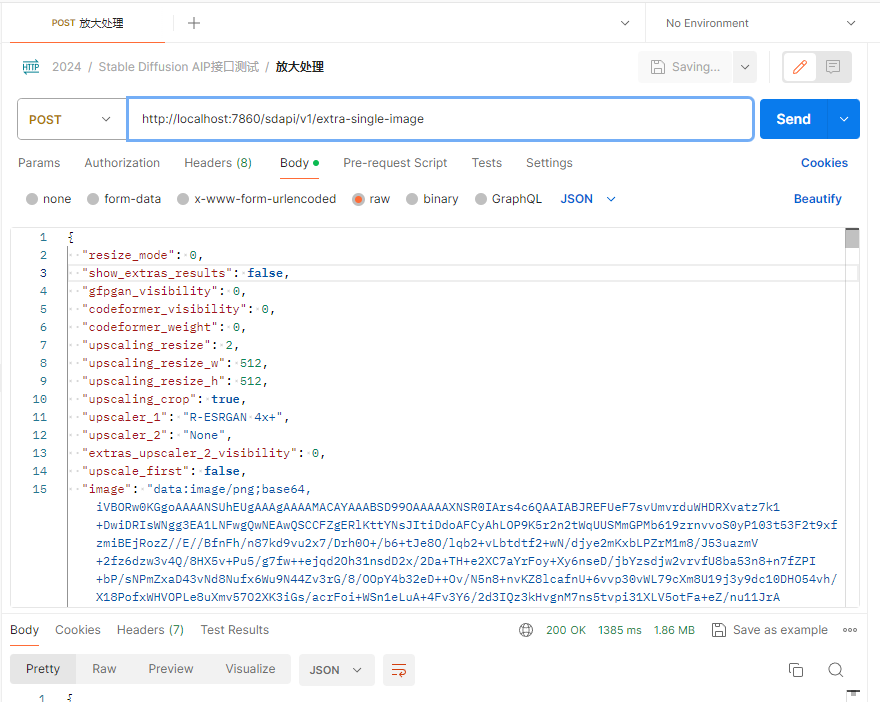 POST 放大处理
No Environment
HTTP 2024 / Stable Diffusion AIP接口测试 / 放大处理 Saving...
POST http://localhost:7860/sdapi/v1/extra-single-image Send
Params Authorization Headers (8) Body Pre-request Script Tests Settings Cookies
none form-data x-www-form-urlencoded raw binary GraphQL JSON Beautify
1 {
2 "resize_mode": 0,
3 "show_extras_results": false,
4 "gfpgan_visibility": 0,
5 "codeformer_visibility": 0,
6 "codeformer_weight": 0,
7 "upscaling_resize": 2,
8 "upscaling_resize_w": 512,
9 "upscaling_resize_h": 512,
10 "upscaling_crop": true,
11 "upscaler_1": "R-ESRGAN 4x+",
12 "upscaler_2": "None",
13 "extras_upscaler_2_visibility": 0,
14 "upscale_first": false,
15 "image": "data:image/png;base64,
iVBORw0KGgoAAAANSUhEUgAAAgAAAAMACAYAAABSD99OAAAAAXNSR0IArs4c6QAAIABJREFUeF7svUmvrduWHDRXvatz7k1
+DwiDRIsWNgg3EA1LNFwgQwNEAwQSCCFZgERlKttYNsJItiDdoAFCyAhLOP9K5r2n2tWqUUSMmGPMb619zrnvvoS0yP103t53F2t9xf
zmiBEjRozZ//E//BfnFh/n87kd9vu2x7/Drh0O+/b6+tJe8O/lqb2+vLbtdtf2+wN/djye2mKxbLPZrM1m8/J53uazmV
+2fz6dzw3v4Q/8HX5v+Pu5/g7fw++ejqd2Oh31nsdD2x/2Da+TH+e2XC7aYrFoy+Xy6nseD/jbYzsdjw2vrvfU8ba53n8+n7fZPI
+bP/sNPmZxaD43vNd8Nufx6Wu9N44Zv3rG/8/OOpY4b32eD++Ov/N5n8+nvKZ8lcafnU+6vvp30vWL79cXm8U19j3y9dc10DHO54vh/
X18PofxWHVOPLe8uXmv57O2XK3iGs/acrFoi+WSn1eLuA+4Fv3Y6/2d3IQz3kHvgnM7ns5tvpi31XLV5otFa+eZ/nu11JrA
Body Cookies Headers (7) Test Results 200 OK 1385 ms 1.86 MB Save as example
Pretty Raw Preview Visualize JSON
1 {